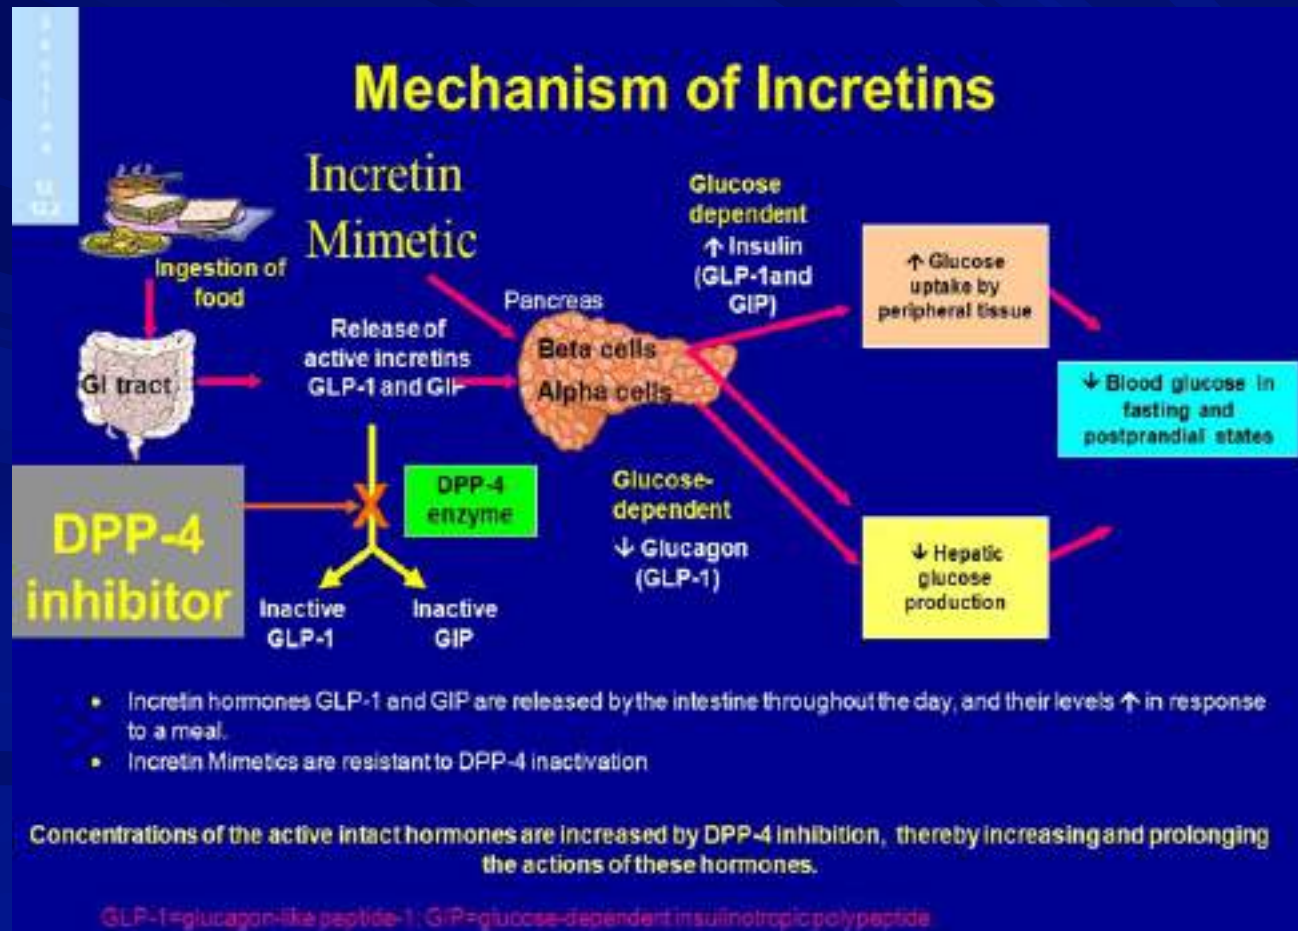 Mechanism of Incretins
Incretin
Mimetic
Ingestion of
food
GI tract
Release of
active incretins
GLP-1 and GIP
Pancreas
Beta cells
Alpha cells
Glucose
dependent
↑ Insulin
(GLP-1and
GIP)
↑ Glucose
uptake by
peripheral tissue
↓ Blood glucose in
fasting and
postprandial states
DPP-4
inhibitor
DPP-4
enzyme
Inactive
GLP-1
Inactive
GIP
Glucose-
dependent
↓ Glucagon
(GLP-1)
↓ Hepatic
glucose
production
• Incretin hormones GLP-1 and GIP are released by the intestine throughout the day, and their levels ↑ in response
to a meal.
• Incretin Mimetics are resistant to DPP-4 inactivation
Concentrations of the active intact hormones are increased by DPP-4 inhibition, thereby increasing and prolonging
the actions of these hormones.
GLP-1=glucagon-like peptide-1; GIP=glucose-dependent insulinotropic polypeptide